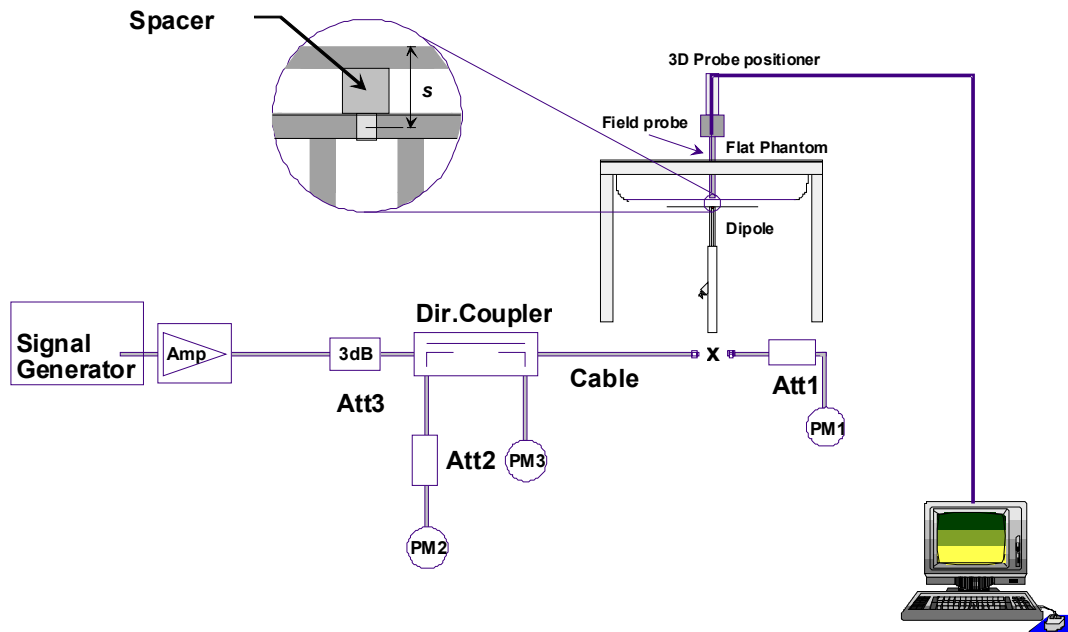 Spacer
s
3D Probe positioner
Field probe
Flat Phantom
Dipole
Dir.Coupler
Signal
Generator
Amp
3dB
Cable
x
Att1
Att3
PM1
Att2
PM3
PM2